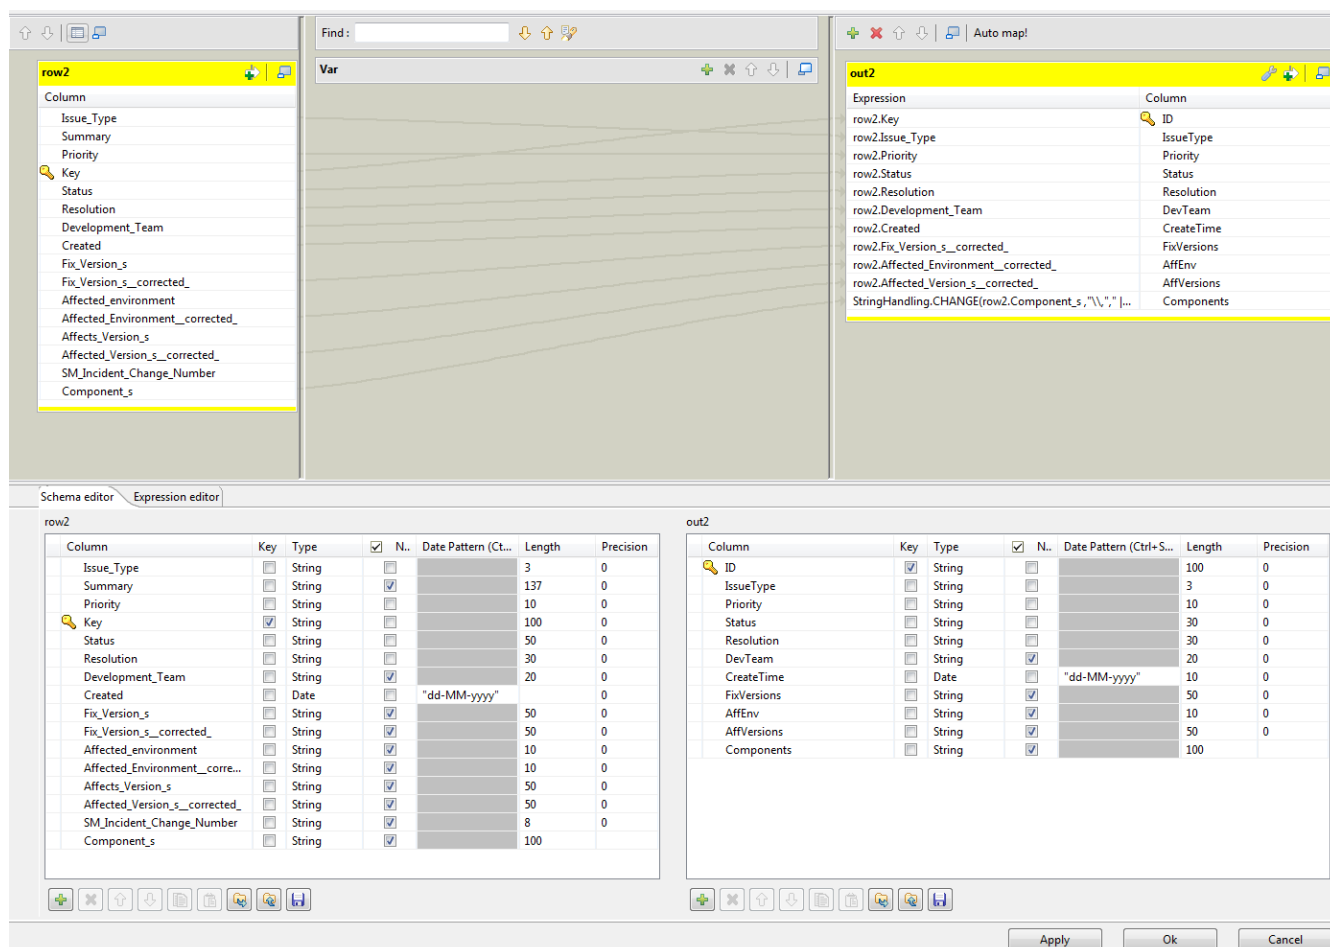 Find :
Auto map!
row2
Column
Issue_Type
Summary
Priority
Key
Status
Resolution
Development_Team
Created
Fix_Version_s
Fix_Version_s__corrected_
Affected_environment
Affected_Environment__corrected_
Affects_Version_s
Affected_Version_s__corrected_
SM_Incident_Change_Number
Component_s
Var
out2
Expression Column
row2.Key ID
row2.Issue_Type IssueType
row2.Priority Priority
row2.Status Status
row2.Resolution Resolution
row2.Development_Team DevTeam
row2.Created CreateTime
row2.Fix_Version_s__corrected_ FixVersions
row2.Affected_Environment__corrected_ AffEnv
row2.Affected_Version_s__corrected_ AffVersions
StringHandling.CHANGE(row2.Component_s ,"\\,"," |... Components
Schema editor Expression editor
row2
Column Key Type N.. Date Pattern (Ct... Length Precision
Issue_Type String 3 0
Summary String 137 0
Priority String 10 0
Key String 100 0
Status String 50 0
Resolution String 30 0
Development_Team String 20 0
Created Date "dd-MM-yyyy" 0
Fix_Version_s String 50 0
Fix_Version_s__corrected_ String 50 0
Affected_environment String 10 0
Affected_Environment__corre... String 10 0
Affects_Version_s String 50 0
Affected_Version_s__corrected_ String 50 0
SM_Incident_Change_Number String 8 0
Component_s String 100
out2
Column Key Type N.. Date Pattern (Ctrl+S... Length Precision
ID String 100 0
IssueType String 3 0
Priority String 10 0
Status String 30 0
Resolution String 30 0
DevTeam String 20 0
CreateTime Date "dd-MM-yyyy" 10 0
FixVersions String 50 0
AffEnv String 10 0
AffVersions String 50 0
Components String 100
Apply Ok Cancel